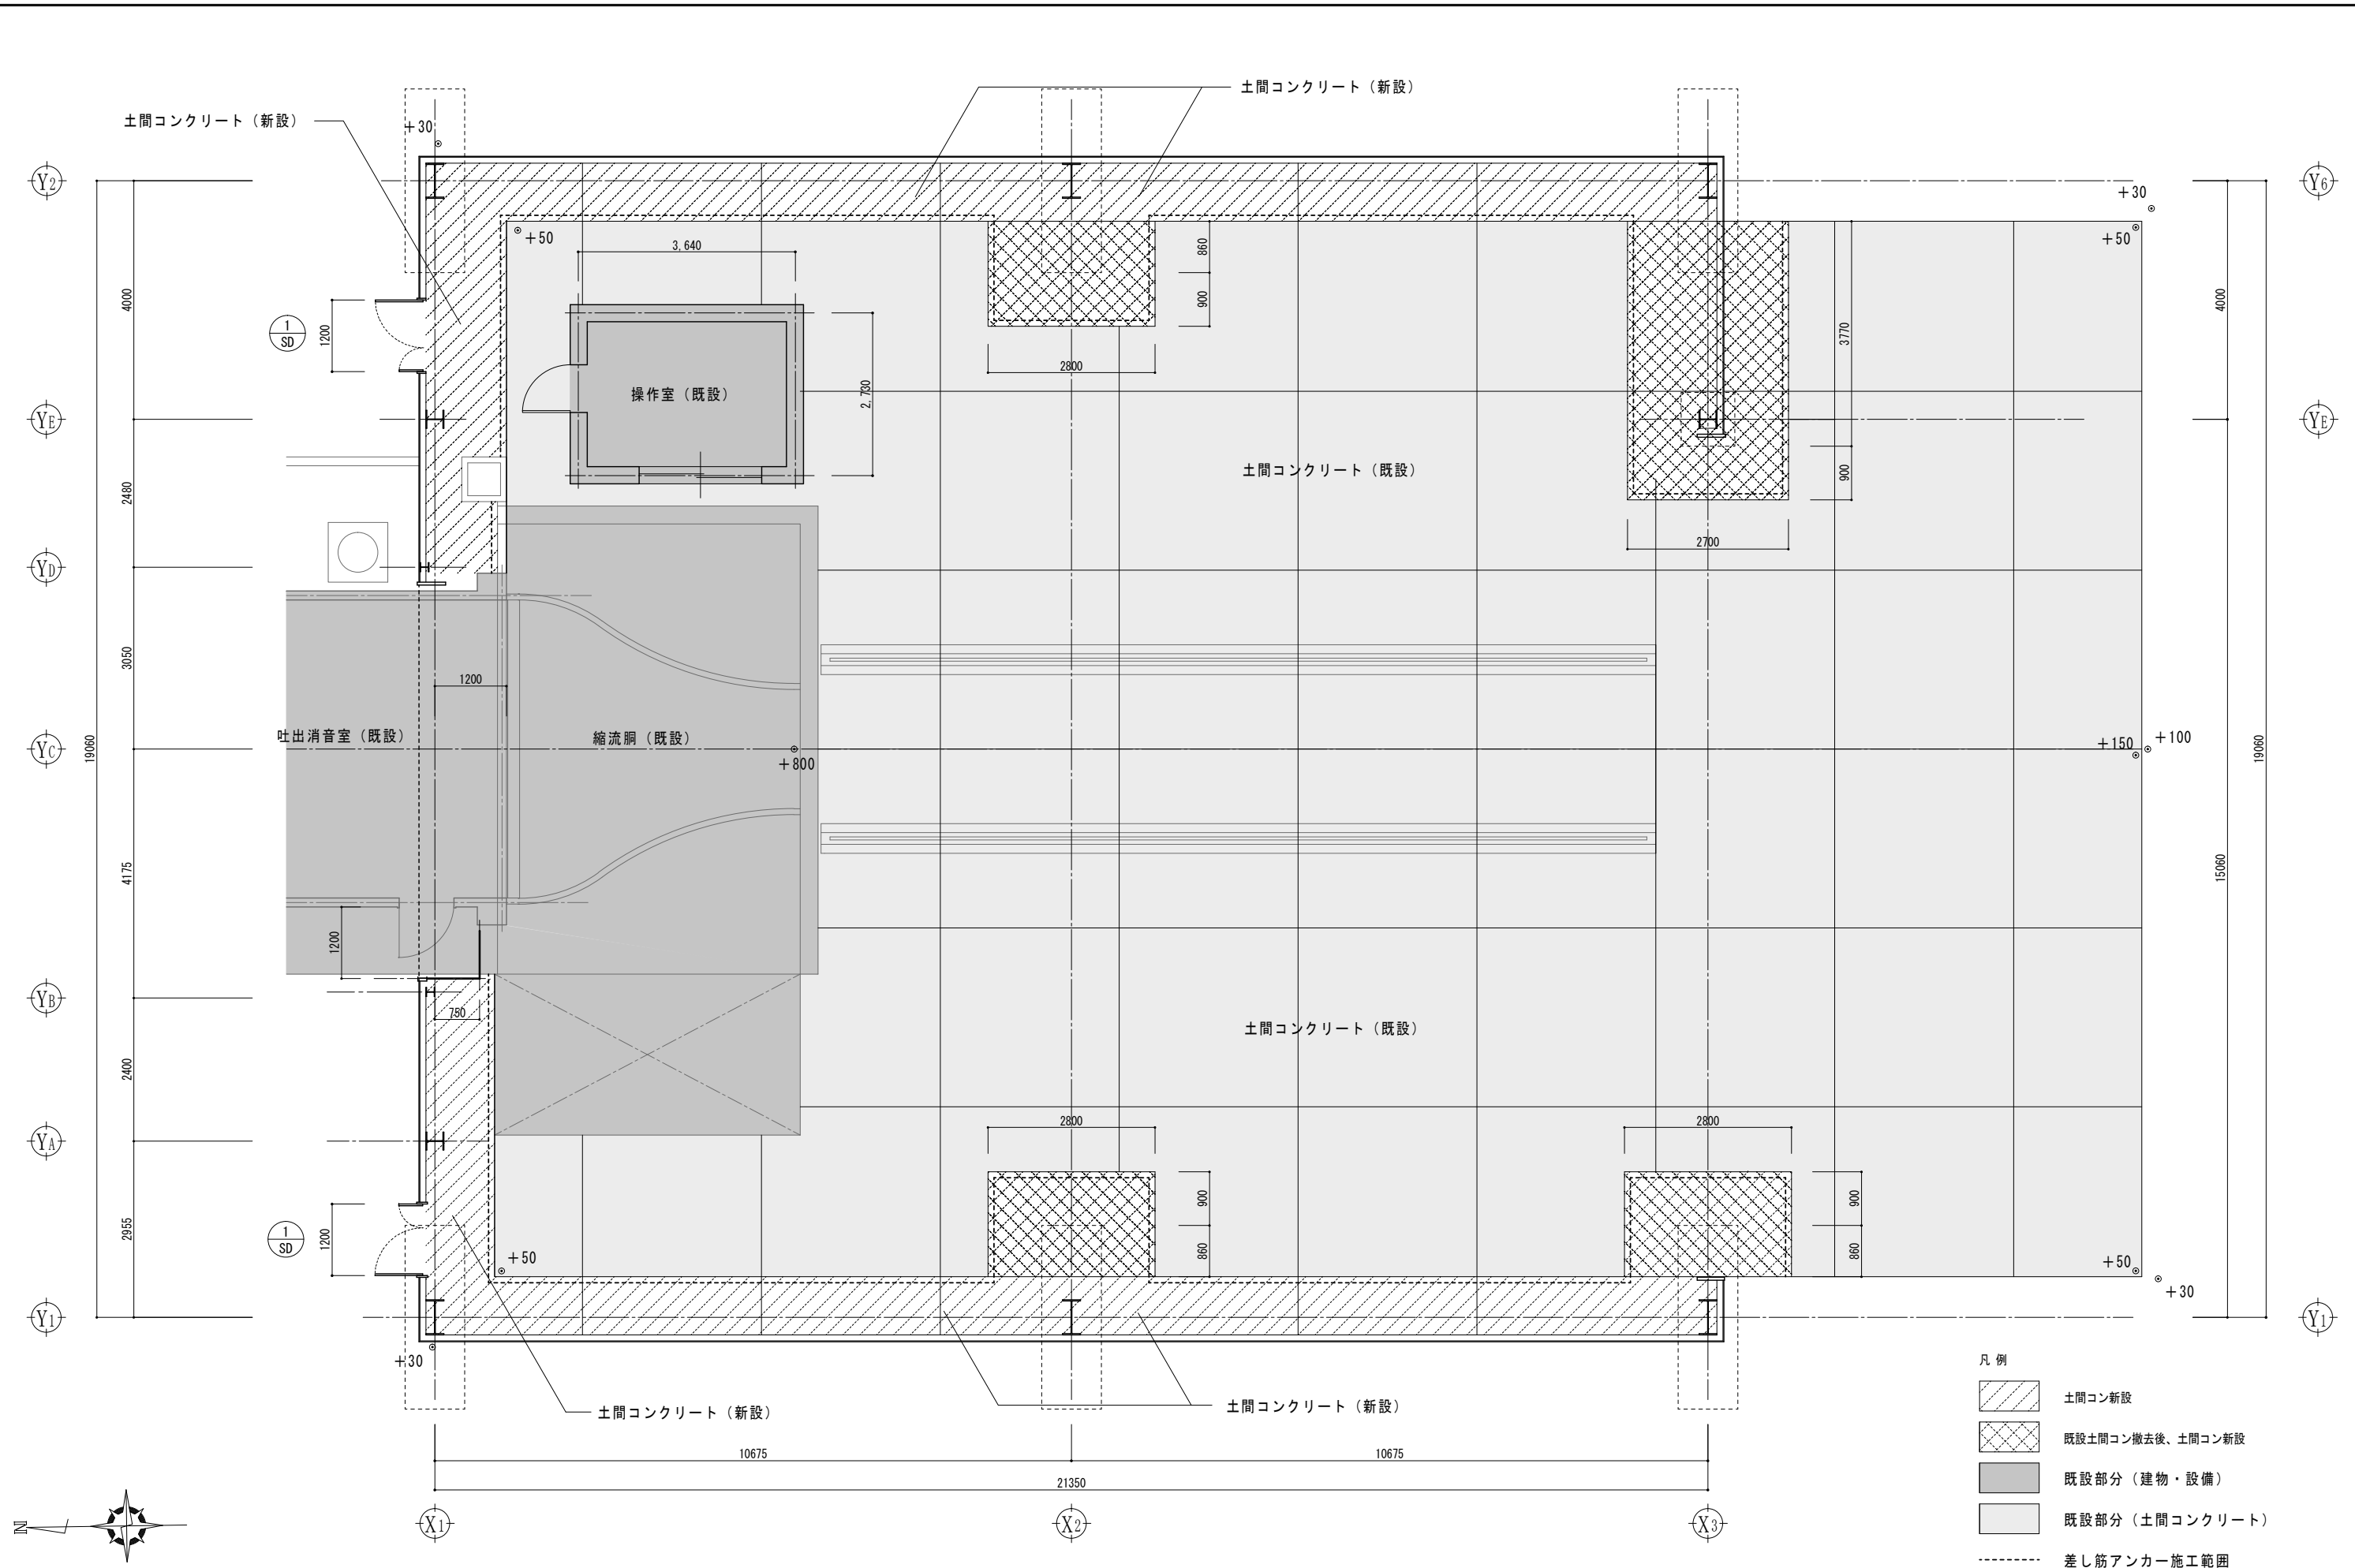 土間コンクリート（新設）
土間コンクリート（新設）
+30
Y2
Y6
+30
+50
+50
3,640
860
900
4000
4000
1200
1
SD
3770
2800
操作室（既設）
2,730
YE
YE
土間コンクリート（既設）
900
2480
2700
YD
3050
1200
吐出消音室（既設）
縮流胴（既設）
YC
19060
+800
+150
+100
19060
4175
15060
1200
YB
750
土間コンクリート（既設）
2400
2800
2800
YA
900
900
2955
1200
1
SD
860
860
+50
+50
+30
Y1
Y1
+30
土間コンクリート（新設）
土間コンクリート（新設）
10675
10675
21350
X1
X2
X3
N
凡 例
土間コン新設
既設土間コン撤去後、土間コン新設
既設部分（建物・設備）
既設部分（土間コンクリート）
差し筋アンカー施工範囲